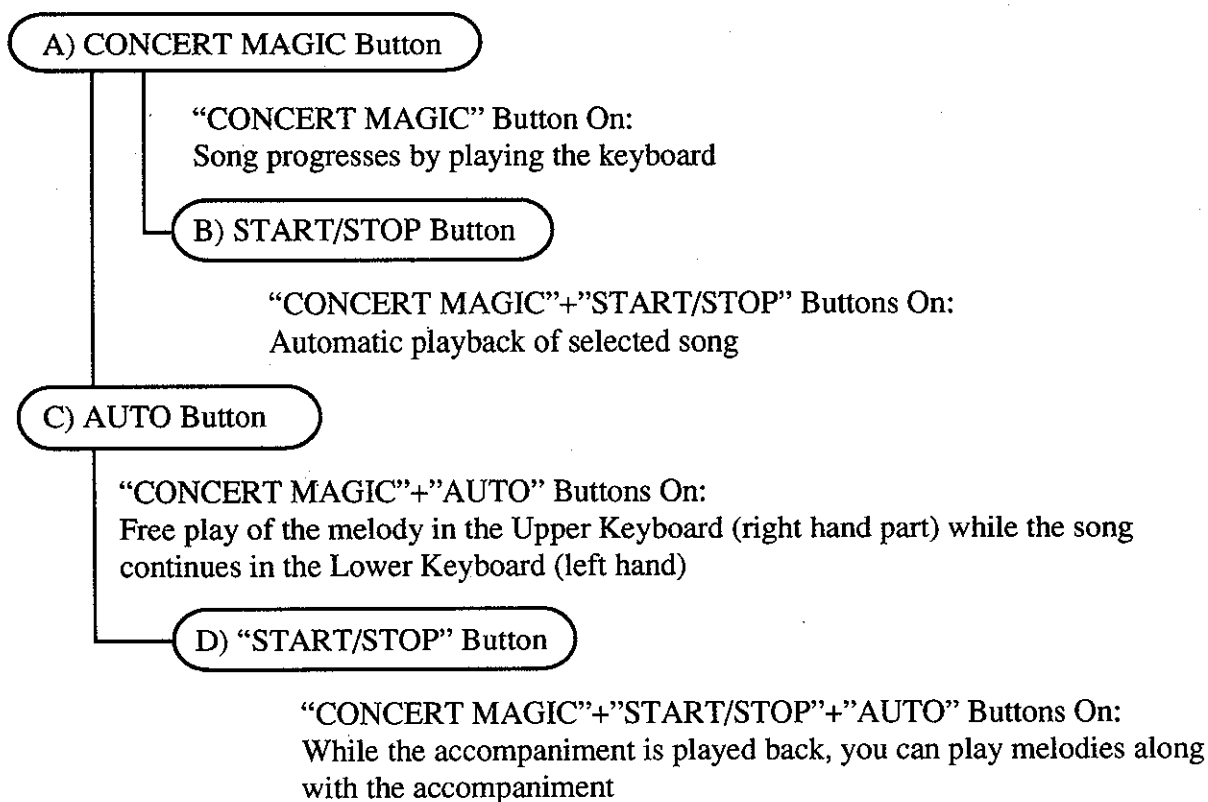 A) CONCERT MAGIC Button
“CONCERT MAGIC” Button On:
Song progresses by playing the keyboard
B) START/STOP Button
“CONCERT MAGIC”+”START/STOP” Buttons On:
Automatic playback of selected song
C) AUTO Button
“CONCERT MAGIC”+”AUTO” Buttons On:
Free play of the melody in the Upper Keyboard (right hand part) while the song
continues in the Lower Keyboard (left hand)
D) “START/STOP” Button
“CONCERT MAGIC”+”START/STOP”+”AUTO” Buttons On:
While the accompaniment is played back, you can play melodies along
with the accompaniment